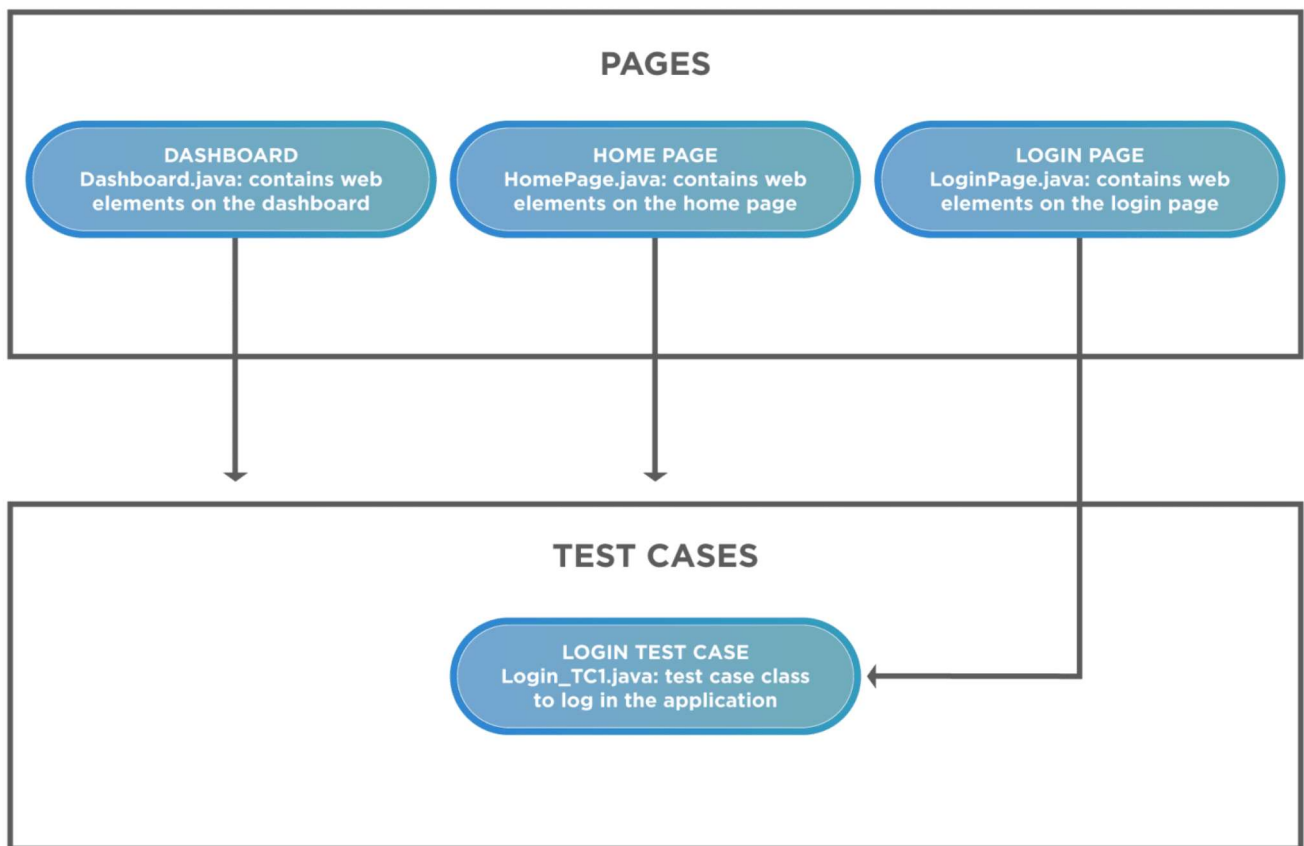 PAGES
DASHBOARD
Dashboard.java: contains web
elements on the dashboard
HOME PAGE
HomePage.java: contains web
elements on the home page
LOGIN PAGE
LoginPage.java: contains web
elements on the login page
TEST CASES
LOGIN TEST CASE
Login_TC1.java: test case class
to log in the application